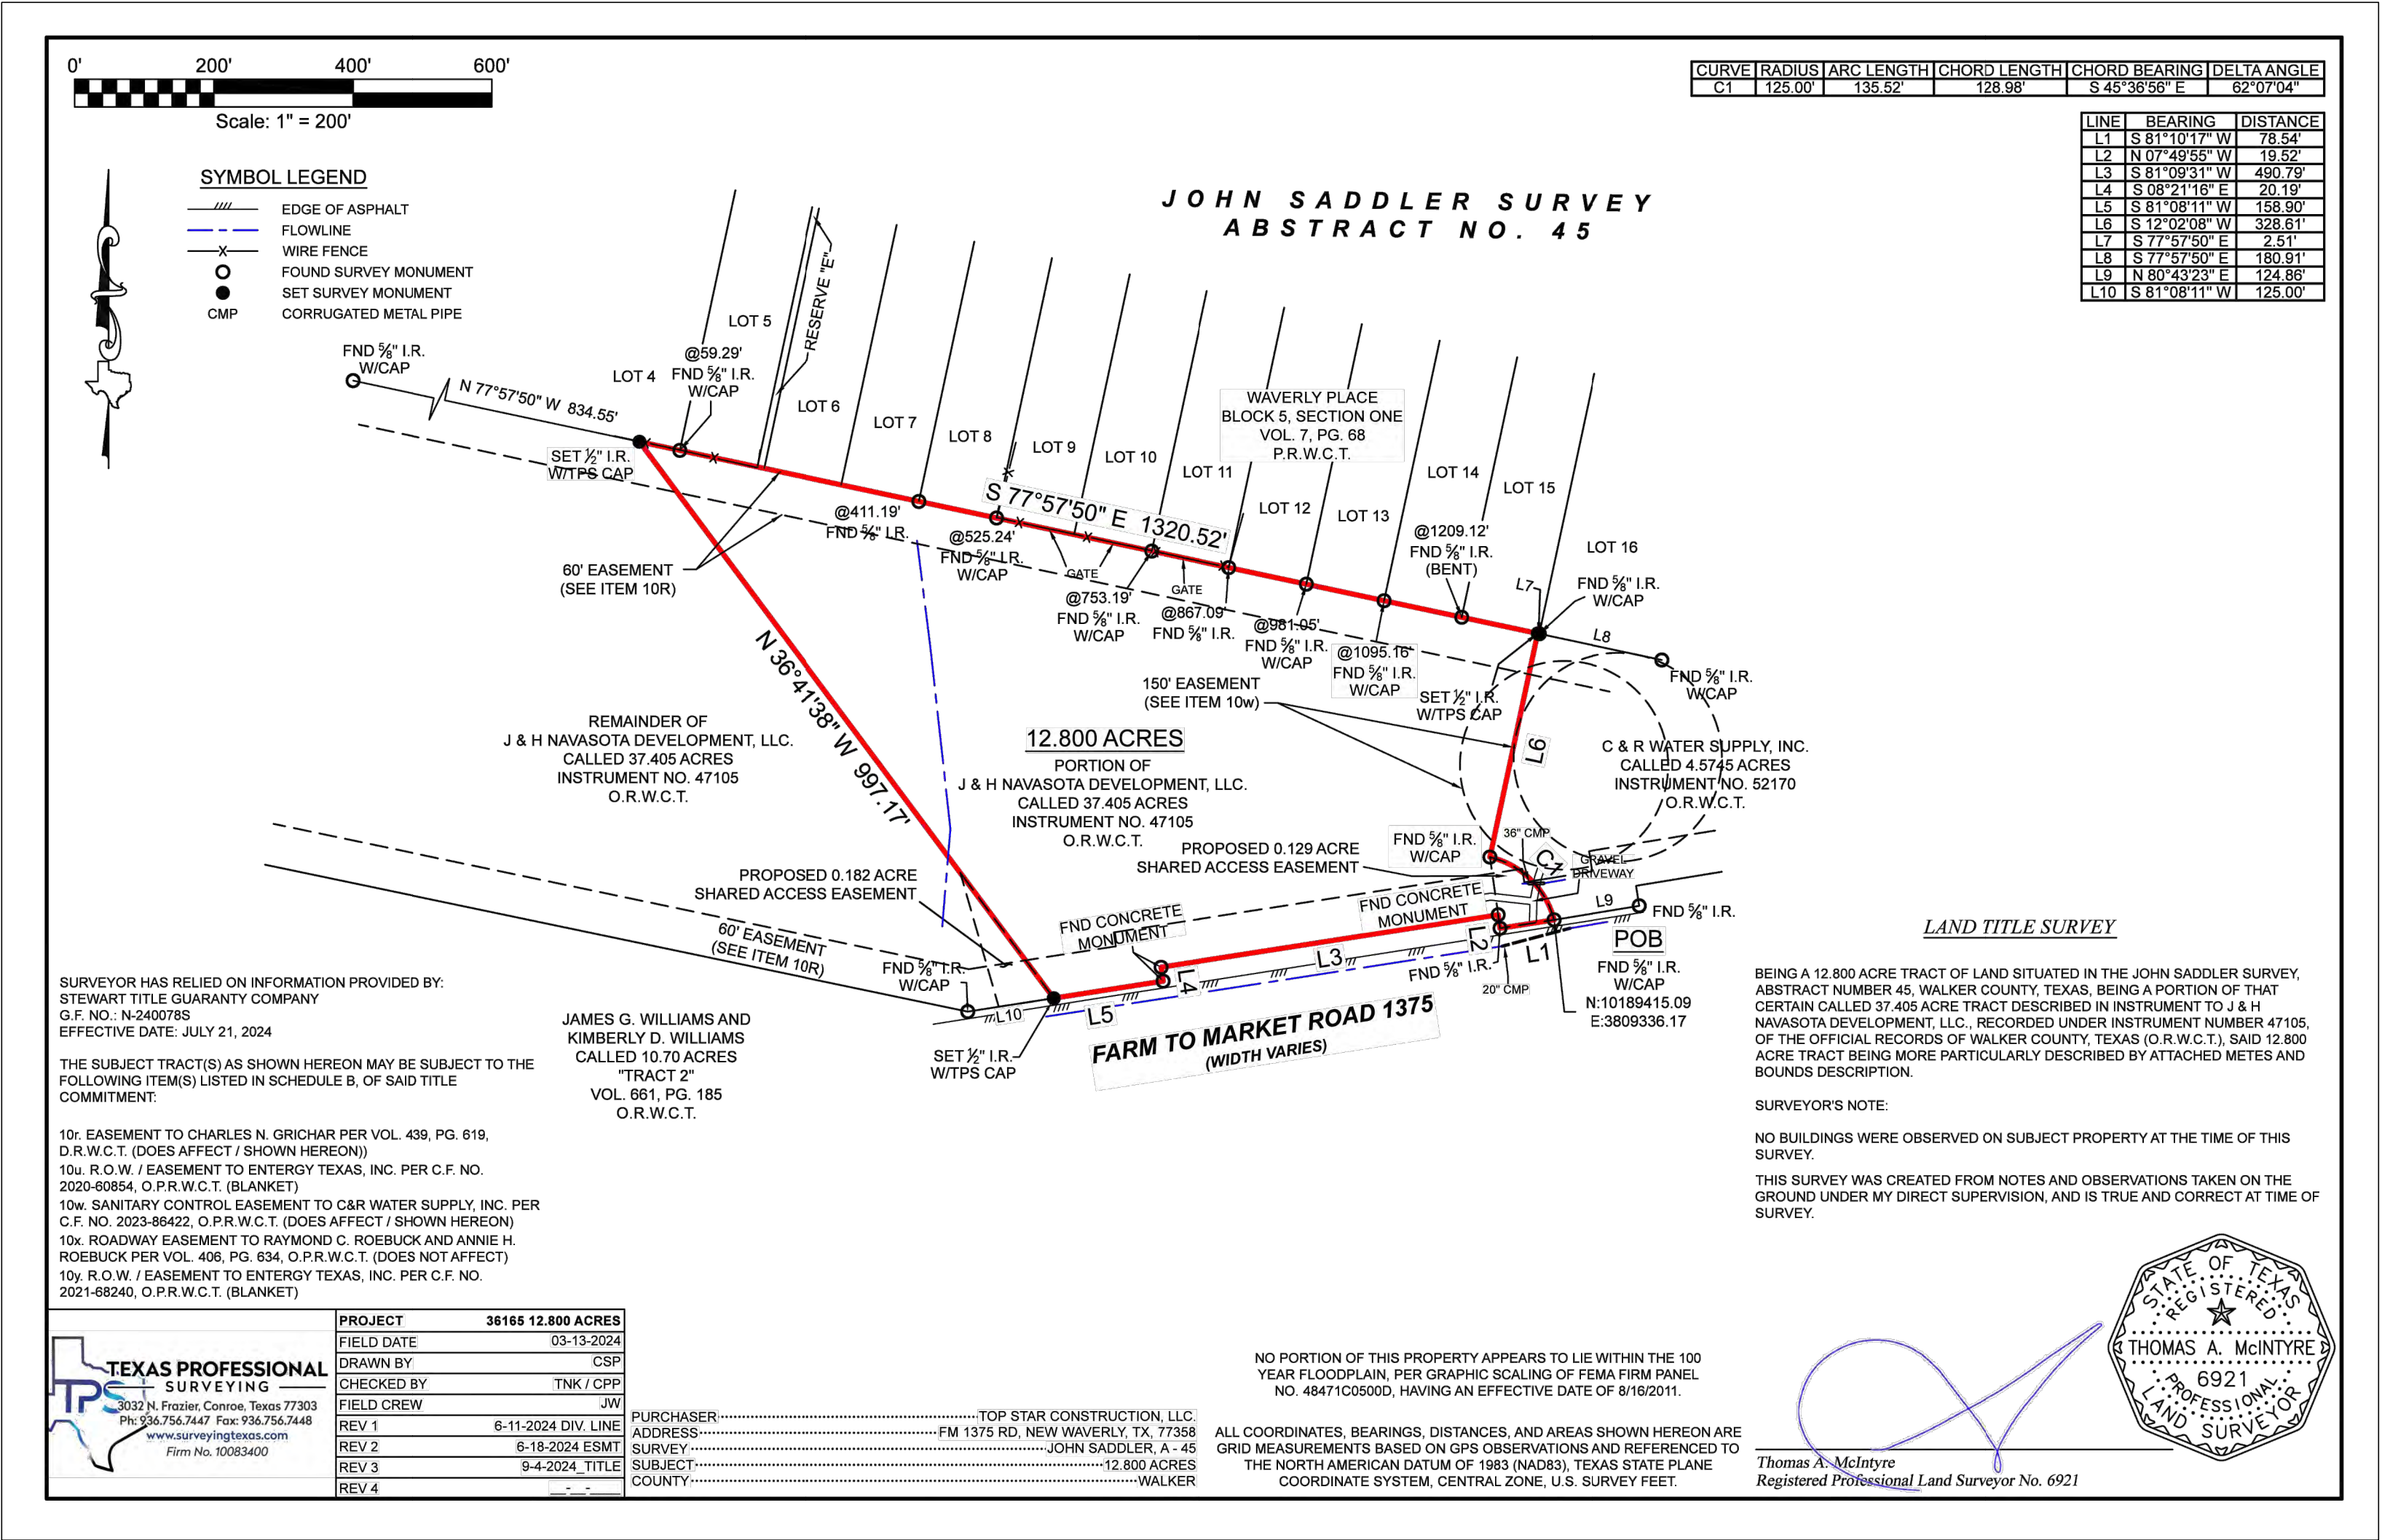 0' 200' 400' 600'
Scale: 1" = 200'
SYMBOL LEGEND
EDGE OF ASPHALT
FLOWLINE
WIRE FENCE
FOUND SURVEY MONUMENT
SET SURVEY MONUMENT
CMP CORRUGATED METAL PIPE
CURVE RADIUS ARC LENGTH CHORD LENGTH CHORD BEARING DELTA ANGLE
C1 125.00' 135.52' 128.98' S 45°36'56" E 62°07'04"
LINE BEARING DISTANCE
L1 S 81°10'17" W 78.54'
L2 N 07°49'55" W 19.52'
L3 S 81°09'31" W 490.79'
L4 S 08°21'16" E 20.19'
L5 S 81°08'11" W 158.90'
L6 S 12°02'08" W 328.61'
L7 S 77°57'50" E 2.51'
L8 S 77°57'50" E 180.91'
L9 N 80°43'23" E 124.86'
L10 S 81°08'11" W 125.00'
JOHN SADDLER SURVEY
ABSTRACT NO. 45
FND ⅝" I.R.
W/CAP
N 77°57'50" W 834.55'
LOT 4
LOT 5
RESERVE "E"
@59.29'
FND ⅝" I.R.
W/CAP
LOT 6
LOT 7
LOT 8
LOT 9
LOT 10
LOT 11
WAVERLY PLACE
BLOCK 5, SECTION ONE
VOL. 7, PG. 68
P.R.W.C.T.
LOT 12
LOT 13
LOT 14
LOT 15
LOT 16
SET ½" I.R.
W/TPS CAP
S 77°57'50" E 1320.52'
@411.19'
FND ⅝" I.R.
@525.24'
FND ⅝" I.R.
W/CAP
GATE
GATE
@753.19'
FND ⅝" I.R.
W/CAP
@867.09'
FND ⅝" I.R.
@981.05'
FND ⅝" I.R.
W/CAP
@1095.16'
FND ⅝" I.R.
W/CAP
@1209.12'
FND ⅝" I.R.
(BENT)
L7
FND ⅝" I.R.
W/CAP
L8
FND ⅝" I.R.
W/CAP
60' EASEMENT
(SEE ITEM 10R)
N 36°41'38" W 997.17'
150' EASEMENT
(SEE ITEM 10w)
SET ½" I.R.
W/TPS CAP
L6
REMAINDER OF
J & H NAVASOTA DEVELOPMENT, LLC.
CALLED 37.405 ACRES
INSTRUMENT NO. 47105
O.R.W.C.T.
12.800 ACRES
PORTION OF
J & H NAVASOTA DEVELOPMENT, LLC.
CALLED 37.405 ACRES
INSTRUMENT NO. 47105
O.R.W.C.T.
C & R WATER SUPPLY, INC.
CALLED 4.5745 ACRES
INSTRUMENT NO. 52170
O.R.W.C.T.
PROPOSED 0.129 ACRE
SHARED ACCESS EASEMENT
FND ⅝" I.R.
W/CAP
36" CMP
C1
GRAVEL
DRIVEWAY
PROPOSED 0.182 ACRE
SHARED ACCESS EASEMENT
FND CONCRETE
MONUMENT
FND CONCRETE
MONUMENT
L9
FND ⅝" I.R.
60' EASEMENT
(SEE ITEM 10R)
FND ⅝" I.R.
W/CAP
L10
L5
L4
L3
L2
L1
FND ⅝" I.R.
20" CMP
POB
FND ⅝" I.R.
W/CAP
N:10189415.09
E:3809336.17
SET ½" I.R.
W/TPS CAP
FARM TO MARKET ROAD 1375
(WIDTH VARIES)
JAMES G. WILLIAMS AND
KIMBERLY D. WILLIAMS
CALLED 10.70 ACRES
"TRACT 2"
VOL. 661, PG. 185
O.R.W.C.T.
SURVEYOR HAS RELIED ON INFORMATION PROVIDED BY:
STEWART TITLE GUARANTY COMPANY
G.F. NO.: N-240078S
EFFECTIVE DATE: JULY 21, 2024
THE SUBJECT TRACT(S) AS SHOWN HEREON MAY BE SUBJECT TO THE
FOLLOWING ITEM(S) LISTED IN SCHEDULE B, OF SAID TITLE
COMMITMENT:
10r. EASEMENT TO CHARLES N. GRICHAR PER VOL. 439, PG. 619,
D.R.W.C.T. (DOES AFFECT / SHOWN HEREON))
10u. R.O.W. / EASEMENT TO ENTERGY TEXAS, INC. PER C.F. NO.
2020-60854, O.P.R.W.C.T. (BLANKET)
10w. SANITARY CONTROL EASEMENT TO C&R WATER SUPPLY, INC. PER
C.F. NO. 2023-86422, O.P.R.W.C.T. (DOES AFFECT / SHOWN HEREON)
10x. ROADWAY EASEMENT TO RAYMOND C. ROEBUCK AND ANNIE H.
ROEBUCK PER VOL. 406, PG. 634, O.P.R.W.C.T. (DOES NOT AFFECT)
10y. R.O.W. / EASEMENT TO ENTERGY TEXAS, INC. PER C.F. NO.
2021-68240, O.P.R.W.C.T. (BLANKET)
LAND TITLE SURVEY
BEING A 12.800 ACRE TRACT OF LAND SITUATED IN THE JOHN SADDLER SURVEY,
ABSTRACT NUMBER 45, WALKER COUNTY, TEXAS, BEING A PORTION OF THAT
CERTAIN CALLED 37.405 ACRE TRACT DESCRIBED IN INSTRUMENT TO J & H
NAVASOTA DEVELOPMENT, LLC., RECORDED UNDER INSTRUMENT NUMBER 47105,
OF THE OFFICIAL RECORDS OF WALKER COUNTY, TEXAS (O.R.W.C.T.), SAID 12.800
ACRE TRACT BEING MORE PARTICULARLY DESCRIBED BY ATTACHED METES AND
BOUNDS DESCRIPTION.
SURVEYOR'S NOTE:
NO BUILDINGS WERE OBSERVED ON SUBJECT PROPERTY AT THE TIME OF THIS
SURVEY.
THIS SURVEY WAS CREATED FROM NOTES AND OBSERVATIONS TAKEN ON THE
GROUND UNDER MY DIRECT SUPERVISION, AND IS TRUE AND CORRECT AT TIME OF
SURVEY.
TEXAS PROFESSIONAL
SURVEYING
TPS
3032 N. Frazier, Conroe, Texas 77303
Ph: 936.756.7447 Fax: 936.756.7448
www.surveyingtexas.com
Firm No. 10083400
PROJECT 36165 12.800 ACRES
FIELD DATE 03-13-2024
DRAWN BY CSP
CHECKED BY TNK / CPP
FIELD CREW JW
REV 1 6-11-2024 DIV. LINE
REV 2 6-18-2024 ESMT
REV 3 9-4-2024_TITLE
REV 4 __-__-____
PURCHASER TOP STAR CONSTRUCTION, LLC.
ADDRESS FM 1375 RD, NEW WAVERLY, TX, 77358
SURVEY JOHN SADDLER, A - 45
SUBJECT 12.800 ACRES
COUNTY WALKER
NO PORTION OF THIS PROPERTY APPEARS TO LIE WITHIN THE 100
YEAR FLOODPLAIN, PER GRAPHIC SCALING OF FEMA FIRM PANEL
NO. 48471C0500D, HAVING AN EFFECTIVE DATE OF 8/16/2011.
ALL COORDINATES, BEARINGS, DISTANCES, AND AREAS SHOWN HEREON ARE
GRID MEASUREMENTS BASED ON GPS OBSERVATIONS AND REFERENCED TO
THE NORTH AMERICAN DATUM OF 1983 (NAD83), TEXAS STATE PLANE
COORDINATE SYSTEM, CENTRAL ZONE, U.S. SURVEY FEET.
Thomas A. McIntyre
Registered Professional Land Surveyor No. 6921
STATE OF TEXAS
REGISTERED
THOMAS A. McINTYRE
6921
PROFESSIONAL
LAND SURVEYOR